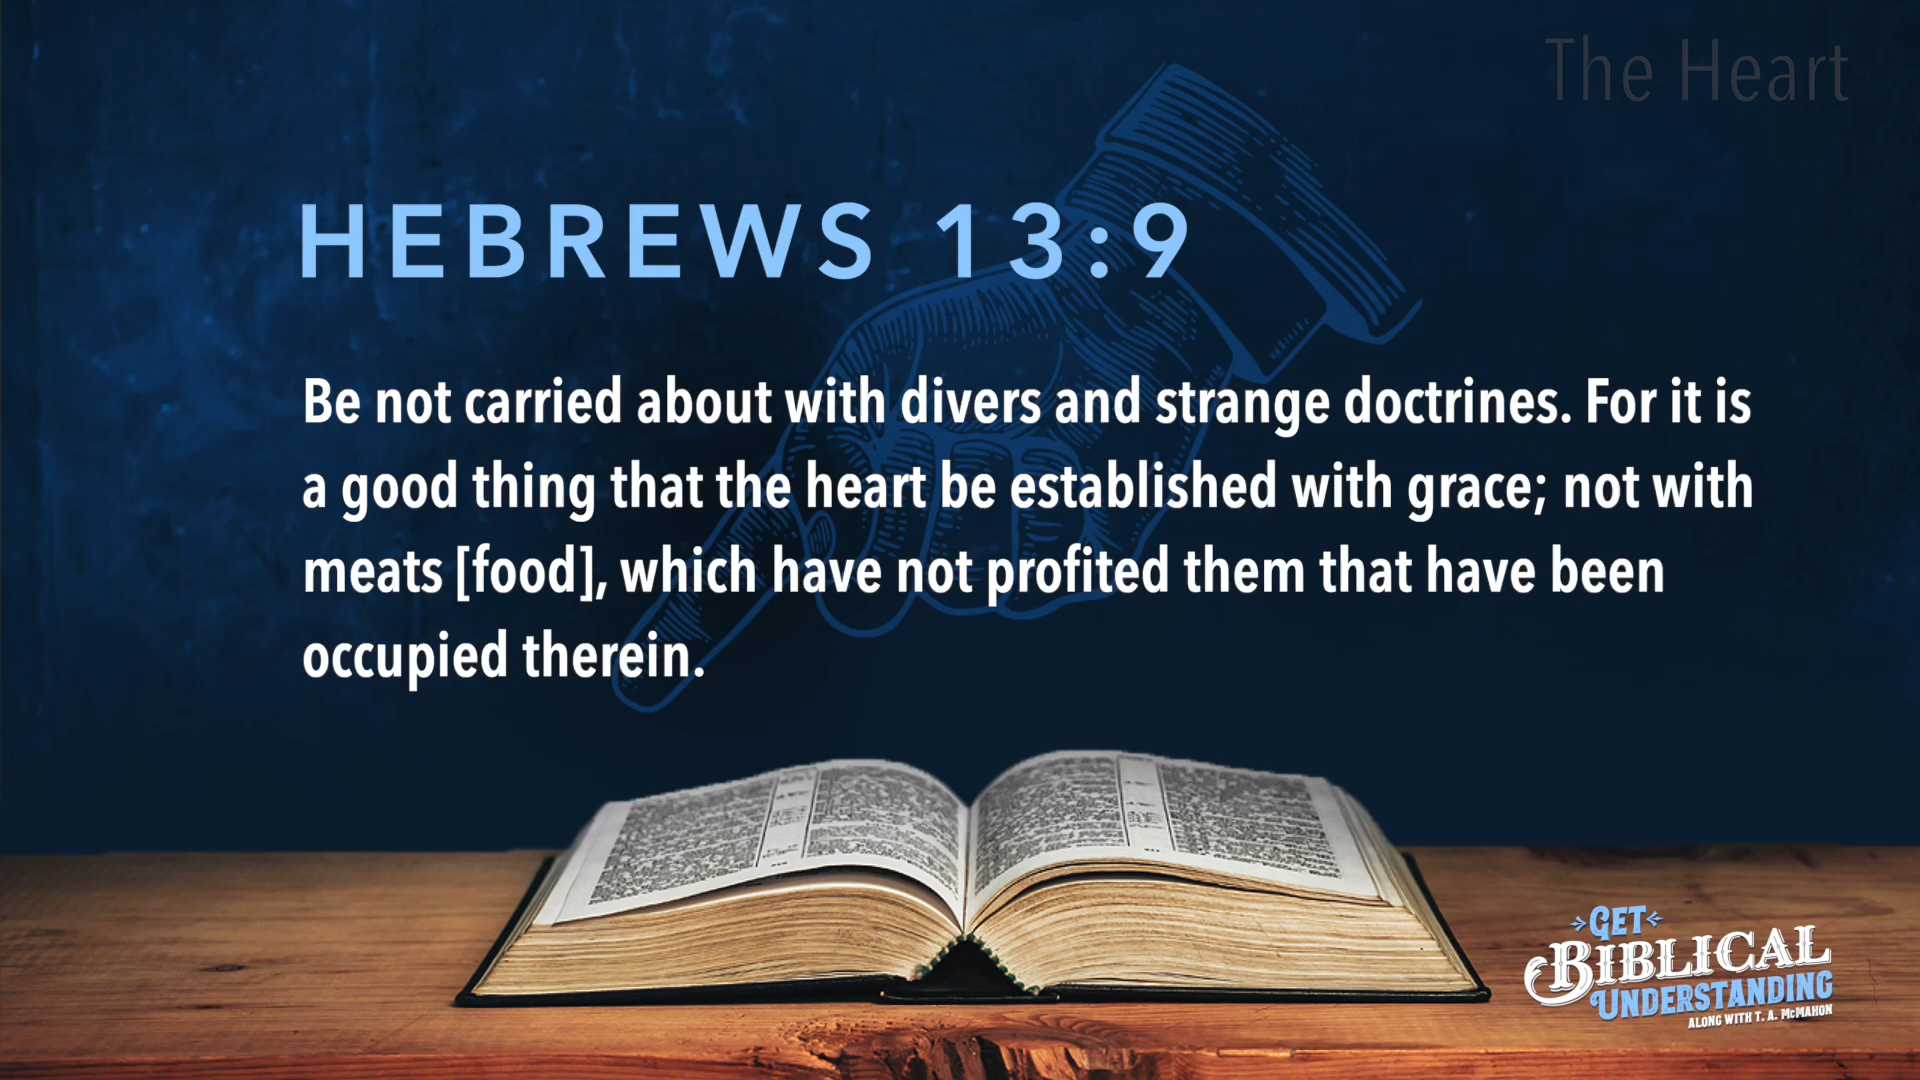 The Heart
HEBREWS 13:9
Be not carried about with divers and strange doctrines. For it is
a good thing that the heart be established with grace; not with
meats [food], which have not profited them that have been
occupied therein.
GET
BIBLICAL
UNDERSTANDING
ALONG WITH T. A. McMAHON